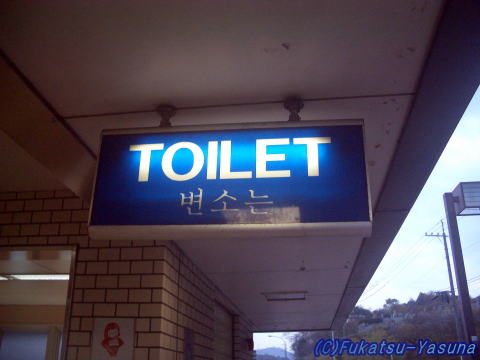 TOILET
변소는
(C)Fukatsu-Yasuna